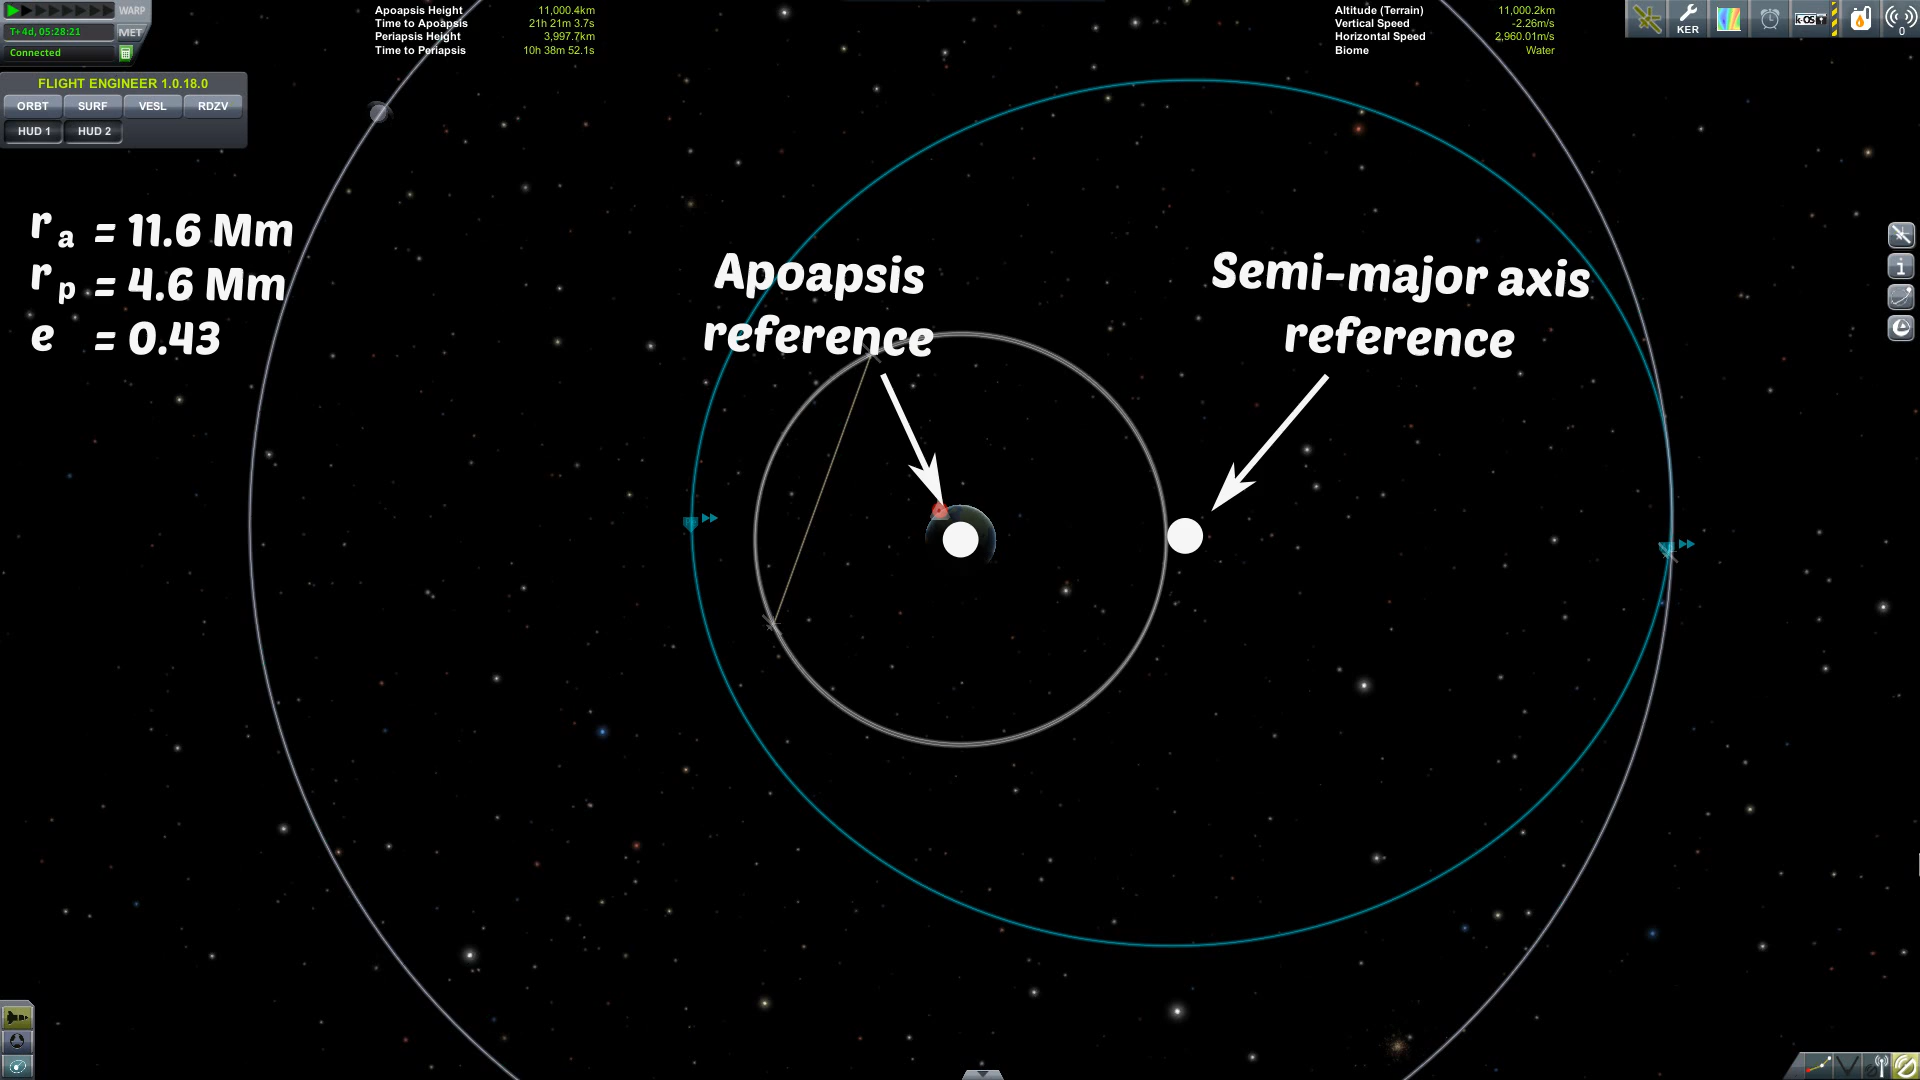 WARP
T+ 4d, 05:28:21 MET
Connected
Apoapsis Height 11,000.4km
Time to Apoapsis 21h 21m 3.7s
Periapsis Height 3,997.7km
Time to Periapsis 10h 38m 52.1s
Altitude (Terrain) 11,000.2km
Vertical Speed -2.26m/s
Horizontal Speed 2,960.01m/s
Biome Water
KER
kOS
0
FLIGHT ENGINEER 1.0.18.0
ORBT SURF VESL RDZV
HUD 1 HUD 2
ra = 11.6 Mm
rp = 4.6 Mm
e = 0.43
Apoapsis
reference
Semi-major axis
reference